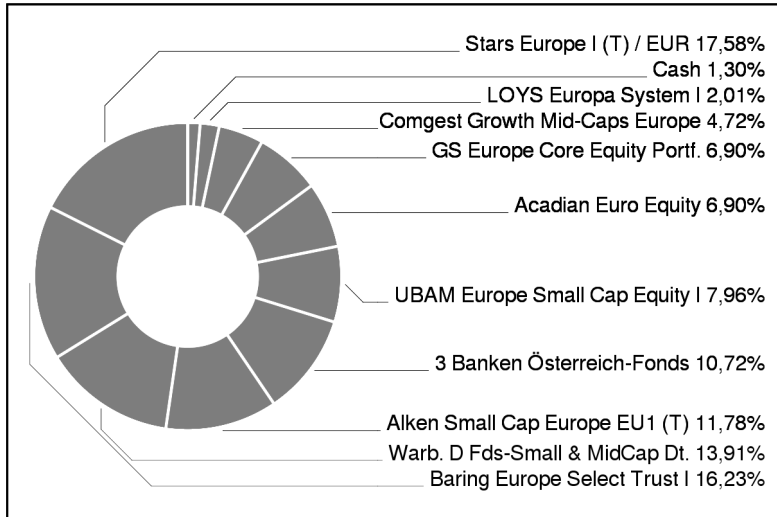 Stars Europe I (T) / EUR 17,58%
Cash 1,30%
LOYS Europa System I 2,01%
Comgest Growth Mid-Caps Europe 4,72%
GS Europe Core Equity Portf. 6,90%
Acadian Euro Equity 6,90%
UBAM Europe Small Cap Equity I 7,96%
3 Banken Österreich-Fonds 10,72%
Alken Small Cap Europe EU1 (T) 11,78%
Warb. D Fds-Small & MidCap Dt. 13,91%
Baring Europe Select Trust I 16,23%